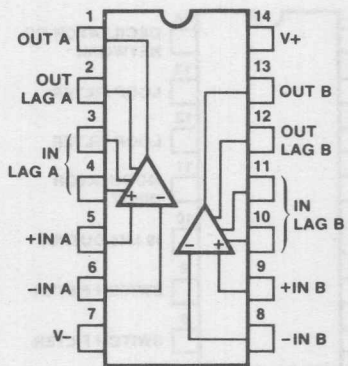 1
OUT A
2
OUT
LAG A
3
IN
LAG A
4
5
+IN A
6
-IN A
7
V-
14
V+
13
OUT B
12
OUT
LAG B
11
IN
LAG B
10
9
+IN B
8
-IN B
+ -
- +